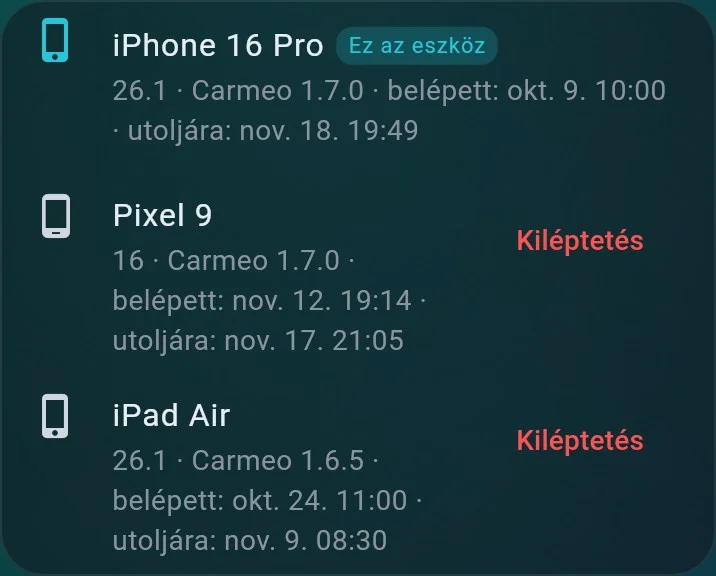 iPhone 16 Pro Ez az eszköz
26.1 · Carmeo 1.7.0 · belépett: okt. 9. 10:00
· utoljára: nov. 18. 19:49
Pixel 9
16 · Carmeo 1.7.0 ·
belépett: nov. 12. 19:14 ·
utoljára: nov. 17. 21:05
Kiléptetés
iPad Air
26.1 · Carmeo 1.6.5 ·
belépett: okt. 24. 11:00 ·
utoljára: nov. 9. 08:30
Kiléptetés